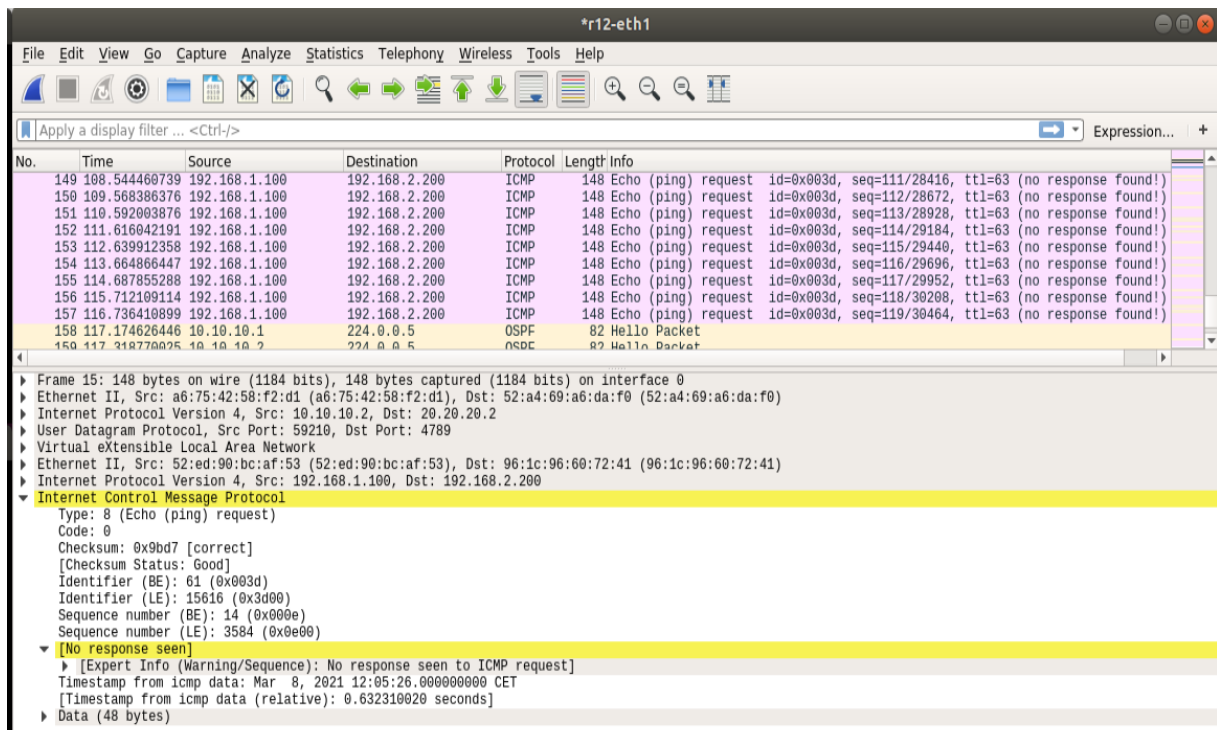 *r12-eth1
File Edit View Go Capture Analyze Statistics Telephony Wireless Tools Help
Apply a display filter ... <Ctrl-/> Expression... +
No. Time Source Destination Protocol Length Info
149 108.544460739 192.168.1.100 192.168.2.200 ICMP 148 Echo (ping) request id=0x003d, seq=111/28416, ttl=63 (no response found!)
150 109.568386376 192.168.1.100 192.168.2.200 ICMP 148 Echo (ping) request id=0x003d, seq=112/28672, ttl=63 (no response found!)
151 110.592003876 192.168.1.100 192.168.2.200 ICMP 148 Echo (ping) request id=0x003d, seq=113/28928, ttl=63 (no response found!)
152 111.616042191 192.168.1.100 192.168.2.200 ICMP 148 Echo (ping) request id=0x003d, seq=114/29184, ttl=63 (no response found!)
153 112.639912358 192.168.1.100 192.168.2.200 ICMP 148 Echo (ping) request id=0x003d, seq=115/29440, ttl=63 (no response found!)
154 113.664866447 192.168.1.100 192.168.2.200 ICMP 148 Echo (ping) request id=0x003d, seq=116/29696, ttl=63 (no response found!)
155 114.687855288 192.168.1.100 192.168.2.200 ICMP 148 Echo (ping) request id=0x003d, seq=117/29952, ttl=63 (no response found!)
156 115.712109114 192.168.1.100 192.168.2.200 ICMP 148 Echo (ping) request id=0x003d, seq=118/30208, ttl=63 (no response found!)
157 116.736410899 192.168.1.100 192.168.2.200 ICMP 148 Echo (ping) request id=0x003d, seq=119/30464, ttl=63 (no response found!)
158 117.174626446 10.10.10.1 224.0.0.5 OSPF 82 Hello Packet
159 117.318770025 10.10.10.2 224.0.0.5 OSPF 82 Hello Packet
Frame 15: 148 bytes on wire (1184 bits), 148 bytes captured (1184 bits) on interface 0
Ethernet II, Src: a6:75:42:58:f2:d1 (a6:75:42:58:f2:d1), Dst: 52:a4:69:a6:da:f0 (52:a4:69:a6:da:f0)
Internet Protocol Version 4, Src: 10.10.10.2, Dst: 20.20.20.2
User Datagram Protocol, Src Port: 59210, Dst Port: 4789
Virtual eXtensible Local Area Network
Ethernet II, Src: 52:ed:90:bc:af:53 (52:ed:90:bc:af:53), Dst: 96:1c:96:60:72:41 (96:1c:96:60:72:41)
Internet Protocol Version 4, Src: 192.168.1.100, Dst: 192.168.2.200
Internet Control Message Protocol
Type: 8 (Echo (ping) request)
Code: 0
Checksum: 0x9bd7 [correct]
[Checksum Status: Good]
Identifier (BE): 61 (0x003d)
Identifier (LE): 15616 (0x3d00)
Sequence number (BE): 14 (0x000e)
Sequence number (LE): 3584 (0x0e00)
[No response seen]
[Expert Info (Warning/Sequence): No response seen to ICMP request]
Timestamp from icmp data: Mar  8, 2021 12:05:26.000000000 CET
[Timestamp from icmp data (relative): 0.632310020 seconds]
Data (48 bytes)